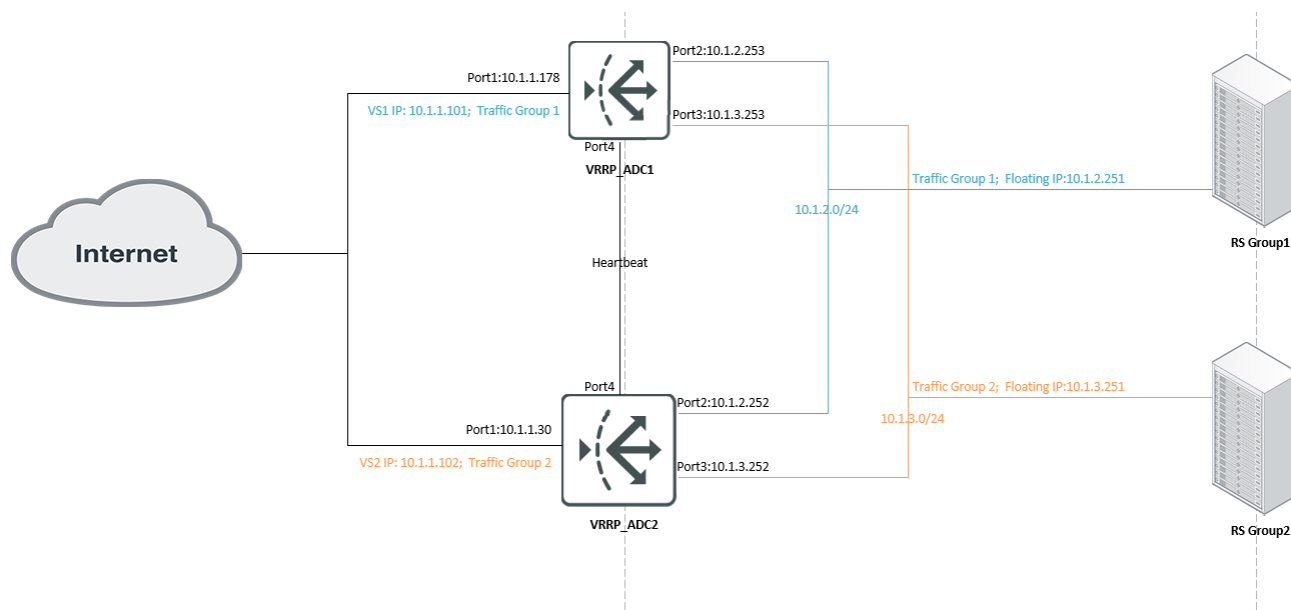 Port2:10.1.2.253
Port1:10.1.1.178
VS1 IP: 10.1.1.101;  Traffic Group 1
Port3:10.1.3.253
Port4
VRRP_ADC1
Traffic Group 1;  Floating IP:10.1.2.251
10.1.2.0/24
RS Group1
Internet
Heartbeat
Port4
Traffic Group 2;  Floating IP:10.1.3.251
Port2:10.1.2.252
10.1.3.0/24
Port1:10.1.1.30
VS2 IP: 10.1.1.102;  Traffic Group 2
Port3:10.1.3.252
VRRP_ADC2
RS Group2